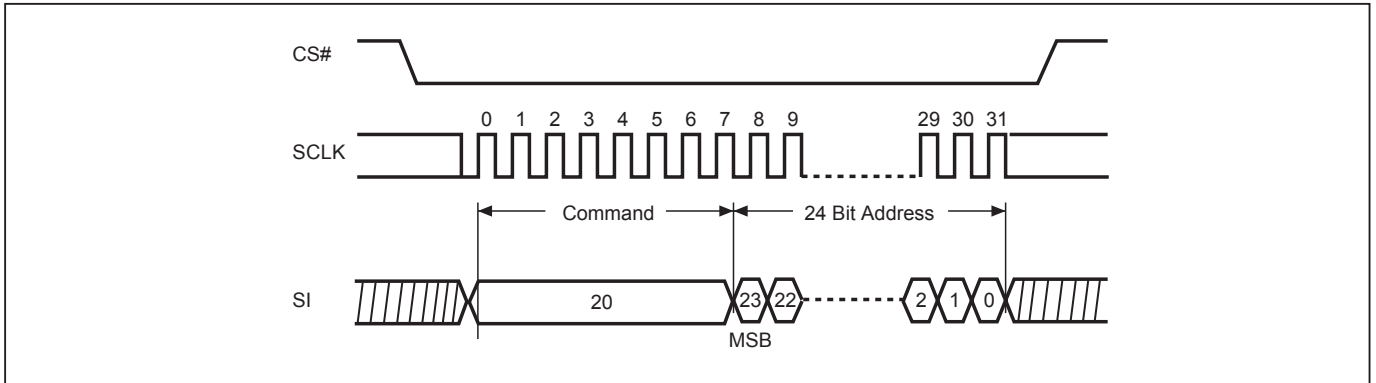 CS#
0 1 2 3 4 5 6 7 8 9 29 30 31
SCLK
Command 24 Bit Address
SI 20 23 22 2 1 0
MSB